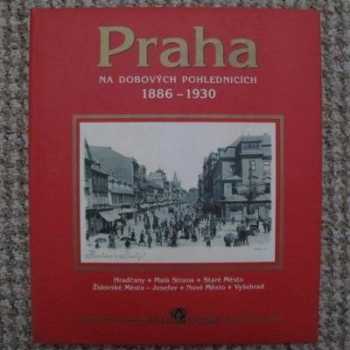 Praha
NA DOBOVÝCH POHLEDNICÍCH
1886 – 1930
Hradčany • Malá Strana • Staré Město
Židovské Město – Josefov • Nové Město • Vyšehrad